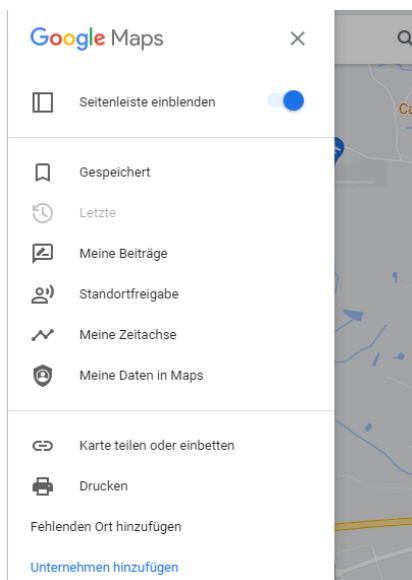 Google Maps
Seitenleiste einblenden
Gespeichert
Letzte
Meine Beiträge
Standortfreigabe
Meine Zeitachse
Meine Daten in Maps
Karte teilen oder einbetten
Drucken
Fehlenden Ort hinzufügen
Unternehmen hinzufügen
Ca